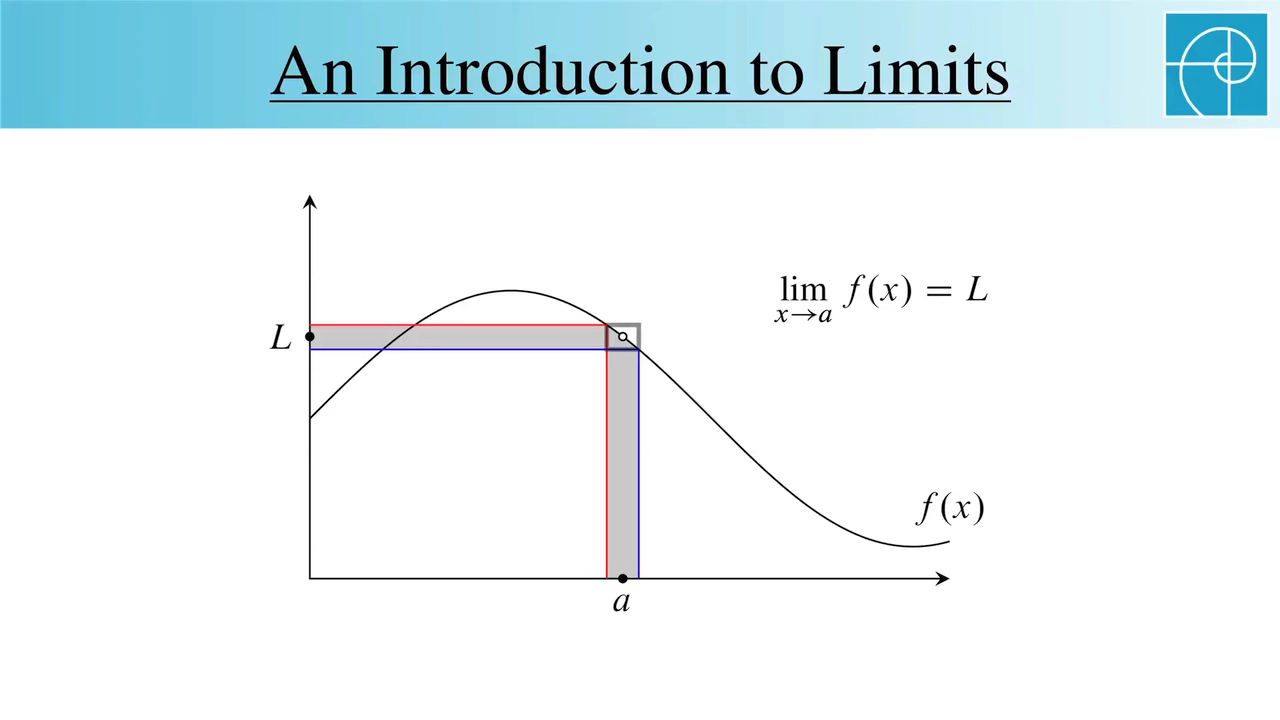 An Introduction to Limits
lim f(x) = L
x→a
L
f(x)
a